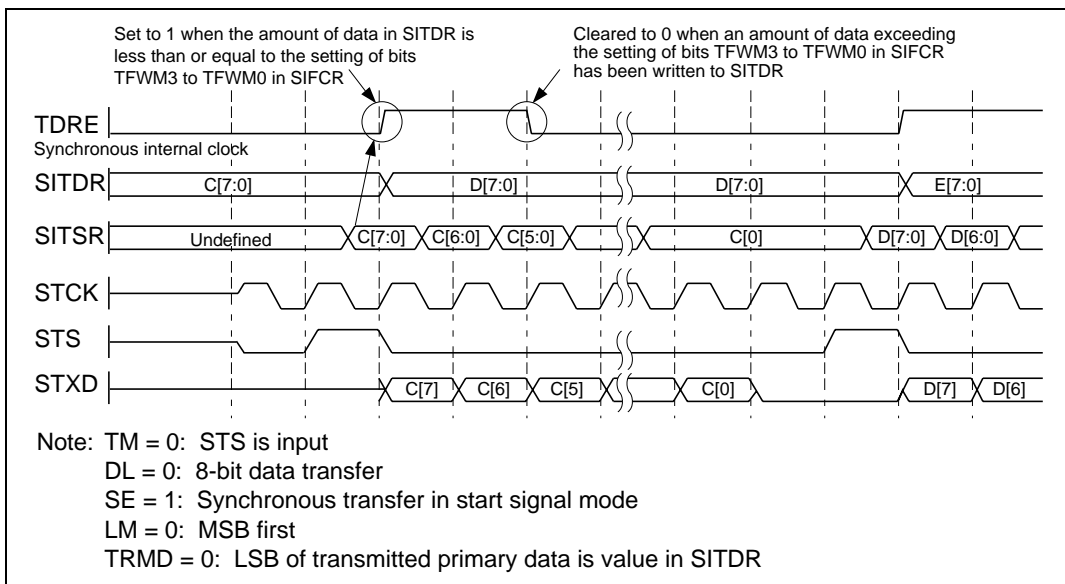 Set to 1 when the amount of data in SITDR is
less than or equal to the setting of bits
TFWM3 to TFWM0 in SIFCR
Cleared to 0 when an amount of data exceeding
the setting of bits TFWM3 to TFWM0 in SIFCR
has been written to SITDR
TDRE
Synchronous internal clock
SITDR C[7:0] D[7:0] D[7:0] E[7:0]
SITSR Undefined C[7:0] C[6:0] C[5:0] C[0] D[7:0] D[6:0]
STCK
STS
STXD C[7] C[6] C[5] C[0] D[7] D[6]
Note: TM = 0: STS is input
DL = 0: 8-bit data transfer
SE = 1: Synchronous transfer in start signal mode
LM = 0: MSB first
TRMD = 0: LSB of transmitted primary data is value in SITDR